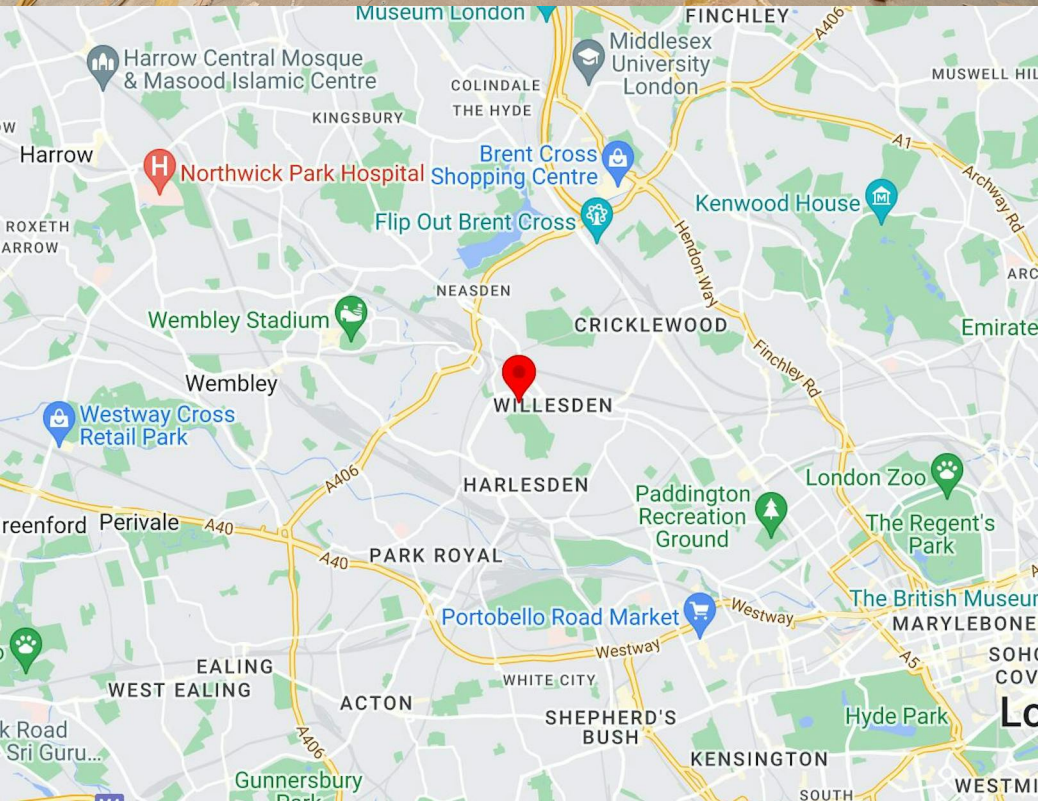 Museum London
FINCHLEY
A406
Harrow Central Mosque
& Masood Islamic Centre
Middlesex
University
London
COLINDALE
THE HYDE
MUSWELL HIL
KINGSBURY
OW
Harrow
A1
Brent Cross
Shopping Centre
Northwick Park Hospital
Archway Rd
Kenwood House
ROXETH
ARROW
Flip Out Brent Cross
Hendon Way
ARC
NEASDEN
Wembley Stadium
CRICKLEWOOD
Emirate
Finchley Rd
Wembley
WILLESDEN
Westway Cross
Retail Park
A406
HARLESDEN
London Zoo
Paddington
Recreation
Ground
reenford
Perivale
A40
The Regent's
Park
A40
PARK ROYAL
The British Museum
Portobello Road Market
Westway
MARYLEBONE
Westway
A5
SOHO
COV
EALING
WEST EALING
WHITE CITY
ACTON
SHEPHERD'S
BUSH
Hyde Park
Lo
k Road
Sri Guru...
A406
KENSINGTON
Gunnersbury
Park
WESTMI
SOUTH